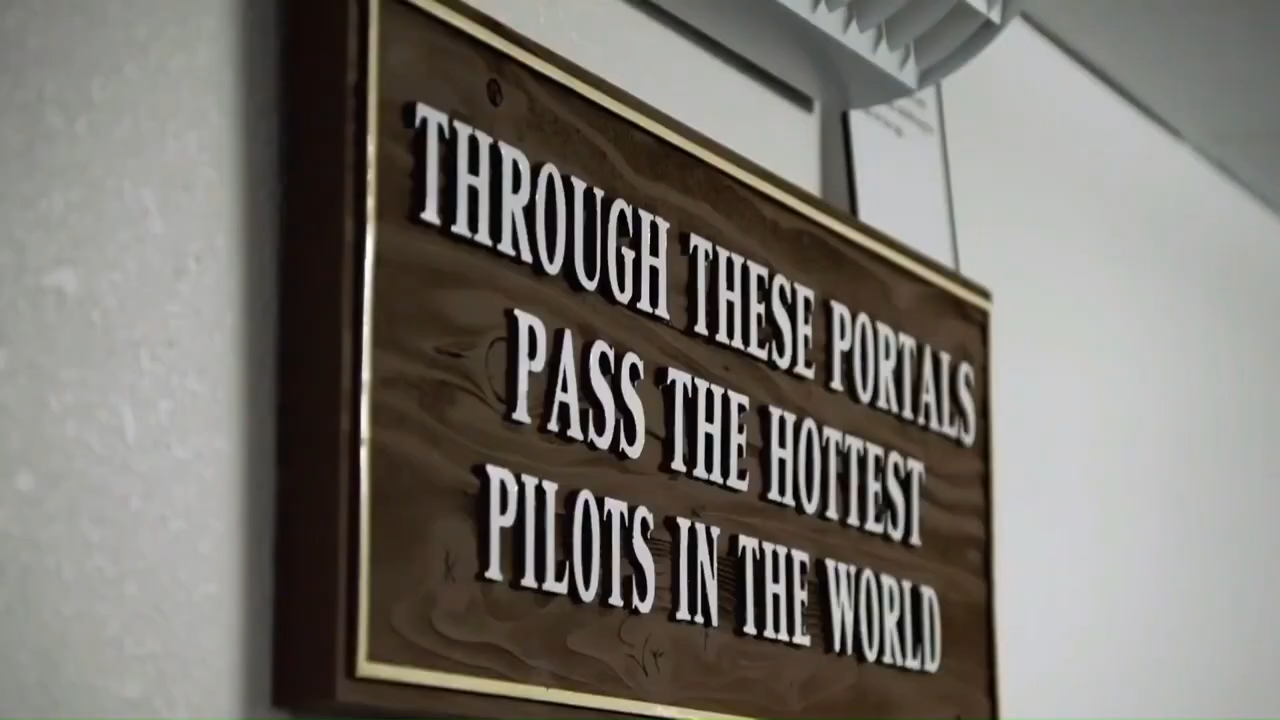 THROUGH THESE PORTALS
PASS THE HOTTEST
PILOTS IN THE WORLD